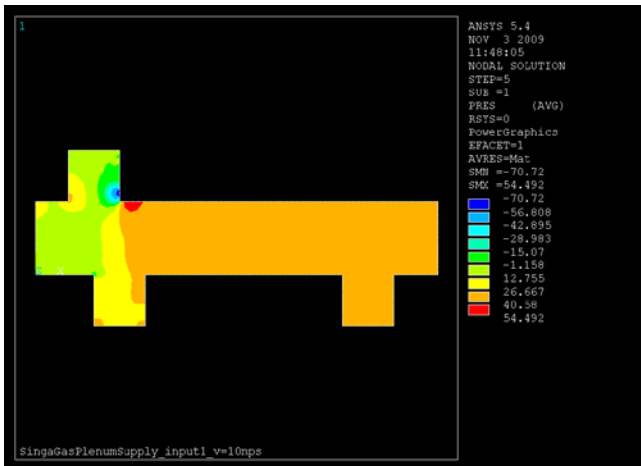 1
ANSYS 5.4
NOV 3 2009
11:48:05
NODAL SOLUTION
STEP=5
SUB =1
PRES (AVG)
RSYS=0
PowerGraphics
EFACET=1
AVRES=Mat
SMN =-70.72
SMX =54.492
-70.72
-56.808
-42.895
-28.983
-15.07
-1.158
12.755
26.667
40.58
54.492
X
SingaGasPlenumSupply_input1_v=10mps